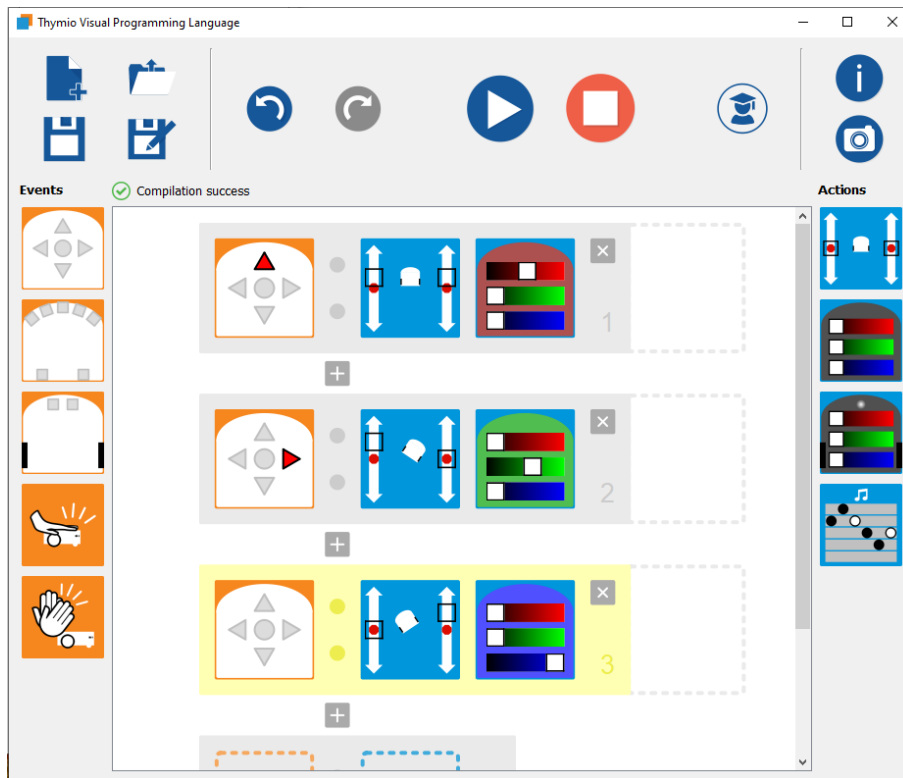 Thymio Visual Programming Language
Events
Compilation success
Actions
1
2
3